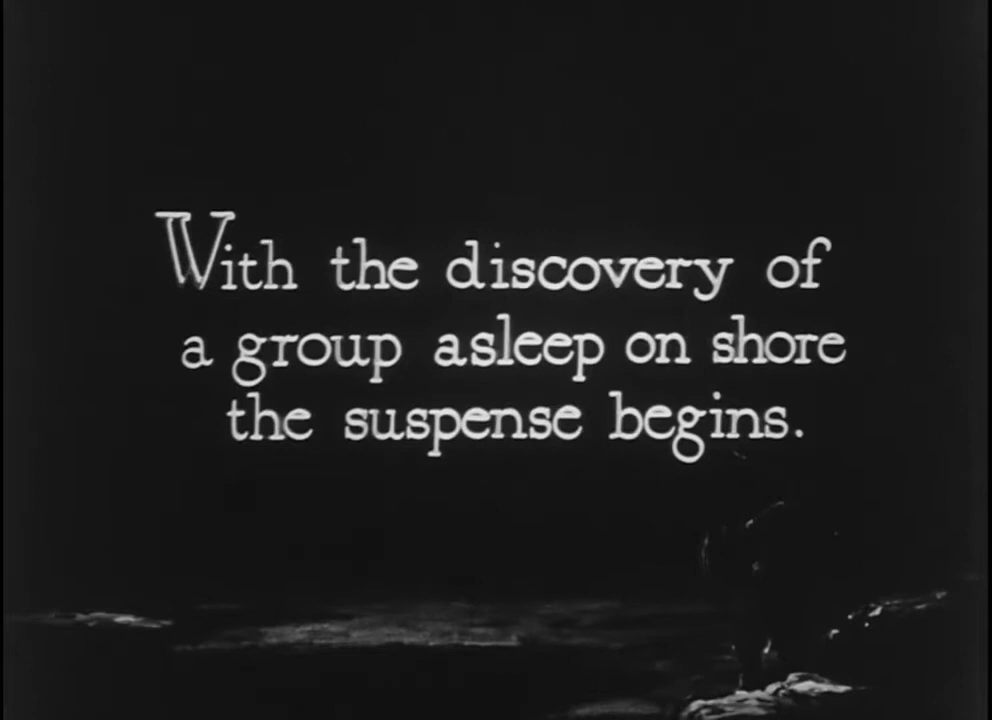 With the discovery of
a group asleep on shore
the suspense begins.